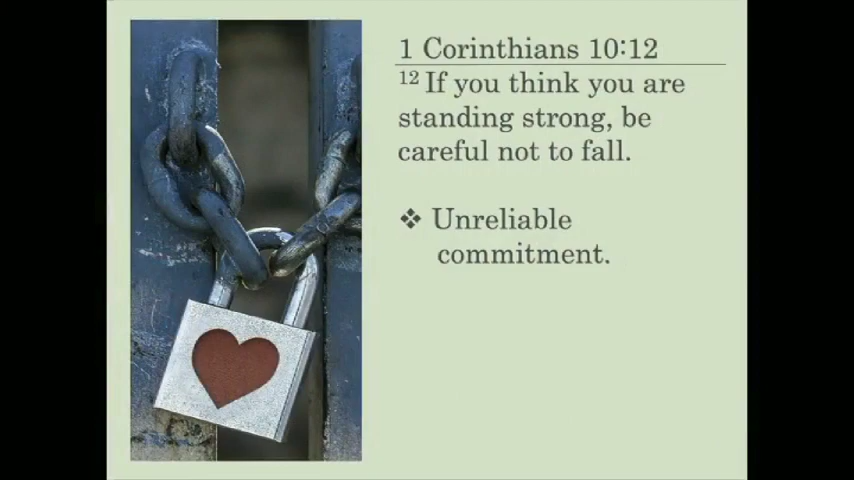 1 Corinthians 10:12
12 If you think you are
standing strong, be
careful not to fall.
❖ Unreliable
commitment.